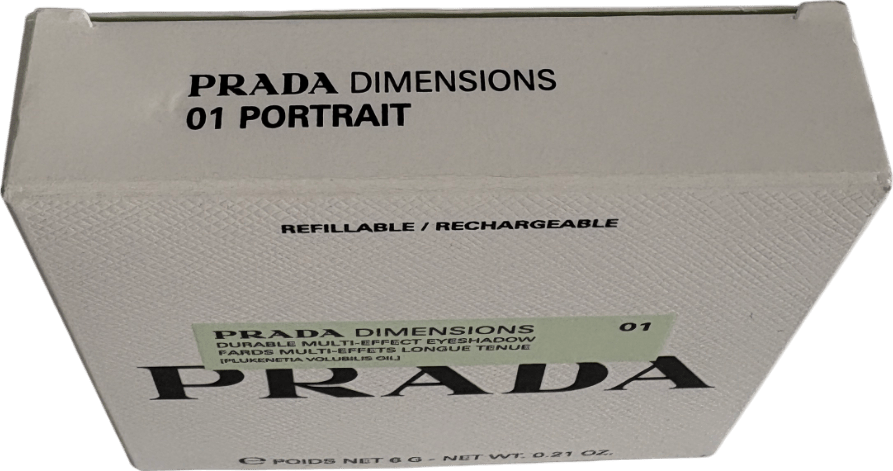 PRADA DIMENSIONS
01 PORTRAIT
REFILLABLE / RECHARGEABLE
PRADA DIMENSIONS 01
DURABLE MULTI-EFFECT EYESHADOW
FARDS MULTI-EFFETS LONGUE TENUE
[PLUKENETIA VOLUBILIS OIL]
PRADA
℮ POIDS NET 6 G - NET WT. 0.21 OZ.